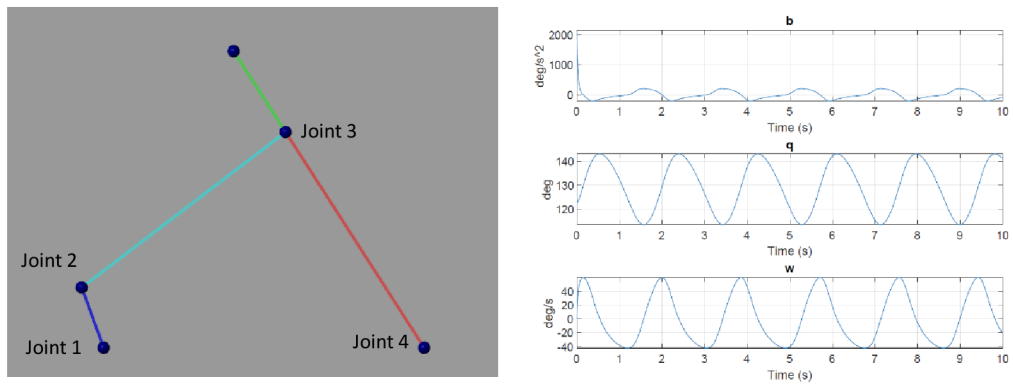 Joint 3
Joint 2
Joint 1
Joint 4
b
deg/s^2
2000
1000
0
0 1 2 3 4 5 6 7 8 9 10
Time (s)
q
deg
140
130
120
0 1 2 3 4 5 6 7 8 9 10
Time (s)
w
deg/s
40
20
0
-20
-40
0 1 2 3 4 5 6 7 8 9 10
Time (s)